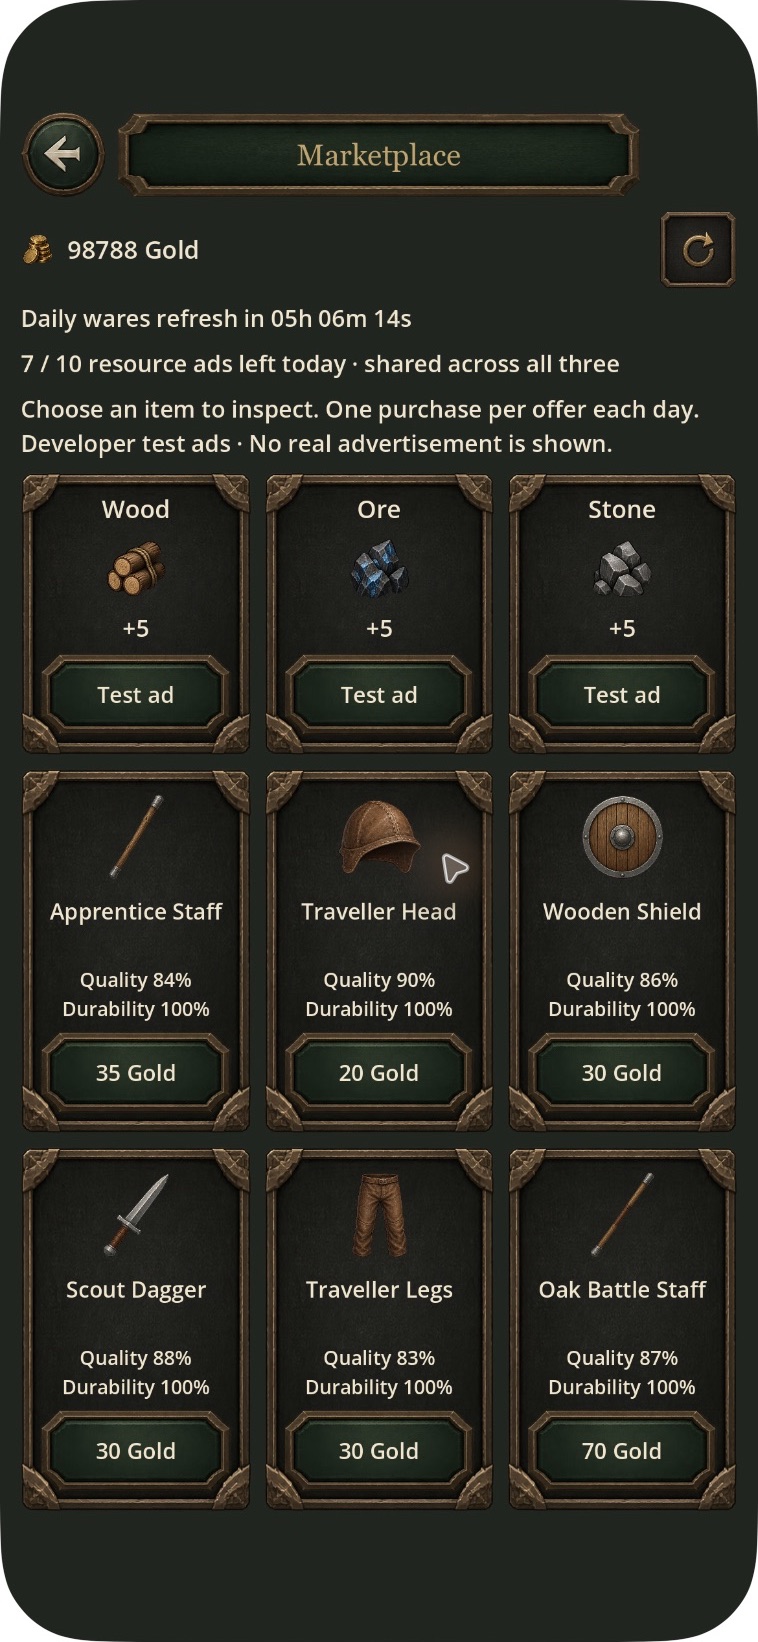 Marketplace
98788 Gold
Daily wares refresh in 05h 06m 14s
7 / 10 resource ads left today · shared across all three
Choose an item to inspect. One purchase per offer each day.
Developer test ads · No real advertisement is shown.
Wood
+5
Test ad
Ore
+5
Test ad
Stone
+5
Test ad
Apprentice Staff
Quality 84%
Durability 100%
35 Gold
Traveller Head
Quality 90%
Durability 100%
20 Gold
Wooden Shield
Quality 86%
Durability 100%
30 Gold
Scout Dagger
Quality 88%
Durability 100%
30 Gold
Traveller Legs
Quality 83%
Durability 100%
30 Gold
Oak Battle Staff
Quality 87%
Durability 100%
70 Gold